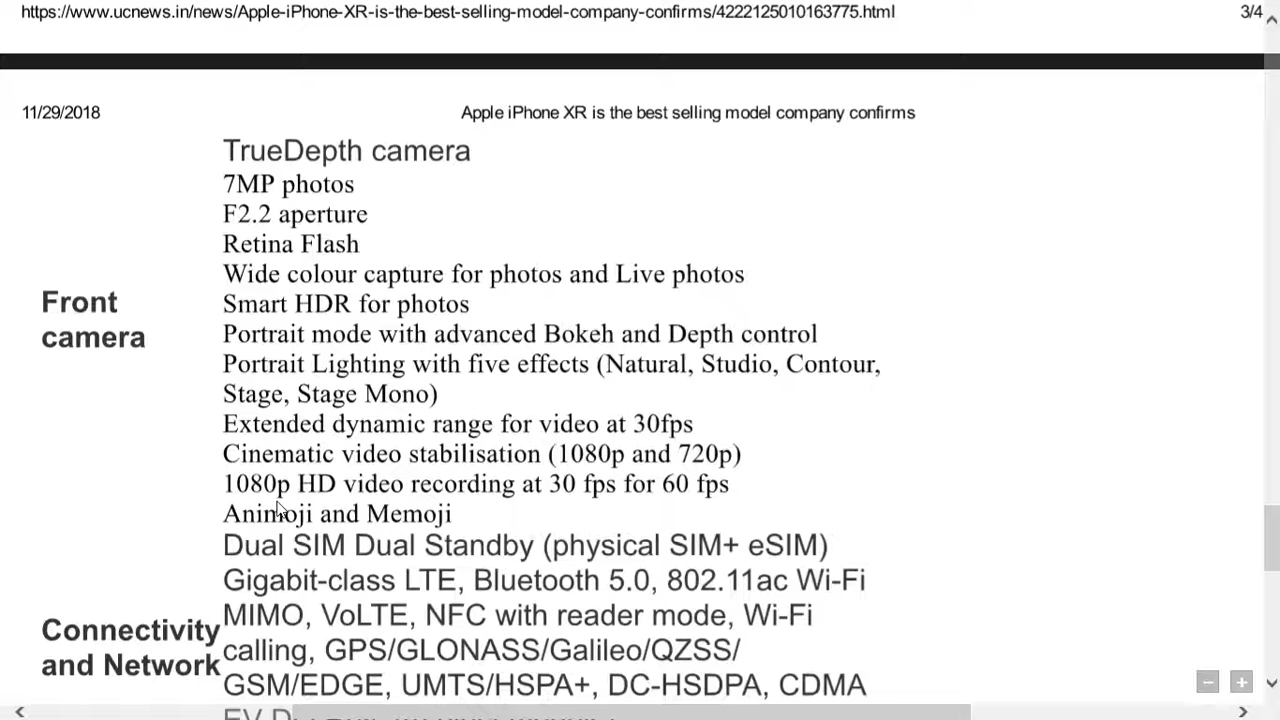 https://www.ucnews.in/news/Apple-iPhone-XR-is-the-best-selling-model-company-confirms/4222125010163775.html 3/4
11/29/2018 Apple iPhone XR is the best selling model company confirms
Front
camera
TrueDepth camera
7MP photos
F2.2 aperture
Retina Flash
Wide colour capture for photos and Live photos
Smart HDR for photos
Portrait mode with advanced Bokeh and Depth control
Portrait Lighting with five effects (Natural, Studio, Contour,
Stage, Stage Mono)
Extended dynamic range for video at 30fps
Cinematic video stabilisation (1080p and 720p)
1080p HD video recording at 30 fps for 60 fps
Animoji and Memoji
Connectivity
and Network
Dual SIM Dual Standby (physical SIM+ eSIM)
Gigabit-class LTE, Bluetooth 5.0, 802.11ac Wi-Fi
MIMO, VoLTE, NFC with reader mode, Wi-Fi
calling, GPS/GLONASS/Galileo/QZSS/
GSM/EDGE, UMTS/HSPA+, DC-HSDPA, CDMA